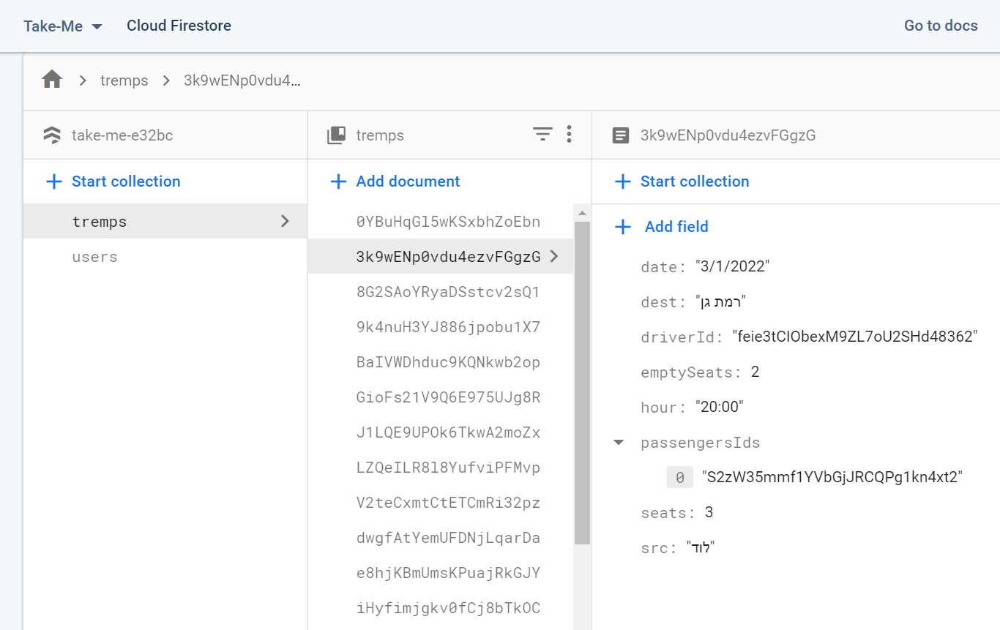 Take-Me
Cloud Firestore
Go to docs
tremps
3k9wENp0vdu4...
take-me-e32bc
Start collection
tremps
users
tremps
Add document
0YBuHqGl5wKSxbhZoEbn
3k9wENp0vdu4ezvFGgzG
8G2SAoYRyaDSstcv2sQ1
9k4nuH3YJ886jpobu1X7
BaIVWDhduc9KQNkwb2op
GioFs21V9Q6E975UJg8R
J1LQE9UPOk6TkwA2moZx
LZQeILR8l8YufviPFMvp
V2teCxmtCtETCmRi32pz
dwgfAtYemUFDNjLqarDa
e8hjKBmUmsKPuajRkGJY
iHyfimjgkv0fCj8bTkOC
3k9wENp0vdu4ezvFGgzG
Start collection
Add field
date: "3/1/2022"
dest: "רמת גן"
driverId: "feie3tCIObexM9ZL7oU2SHd48362"
emptySeats: 2
hour: "20:00"
passengersIds
0 "S2zW35mmf1YVbGjJRCQPg1kn4xt2"
seats: 3
src: "לוד"